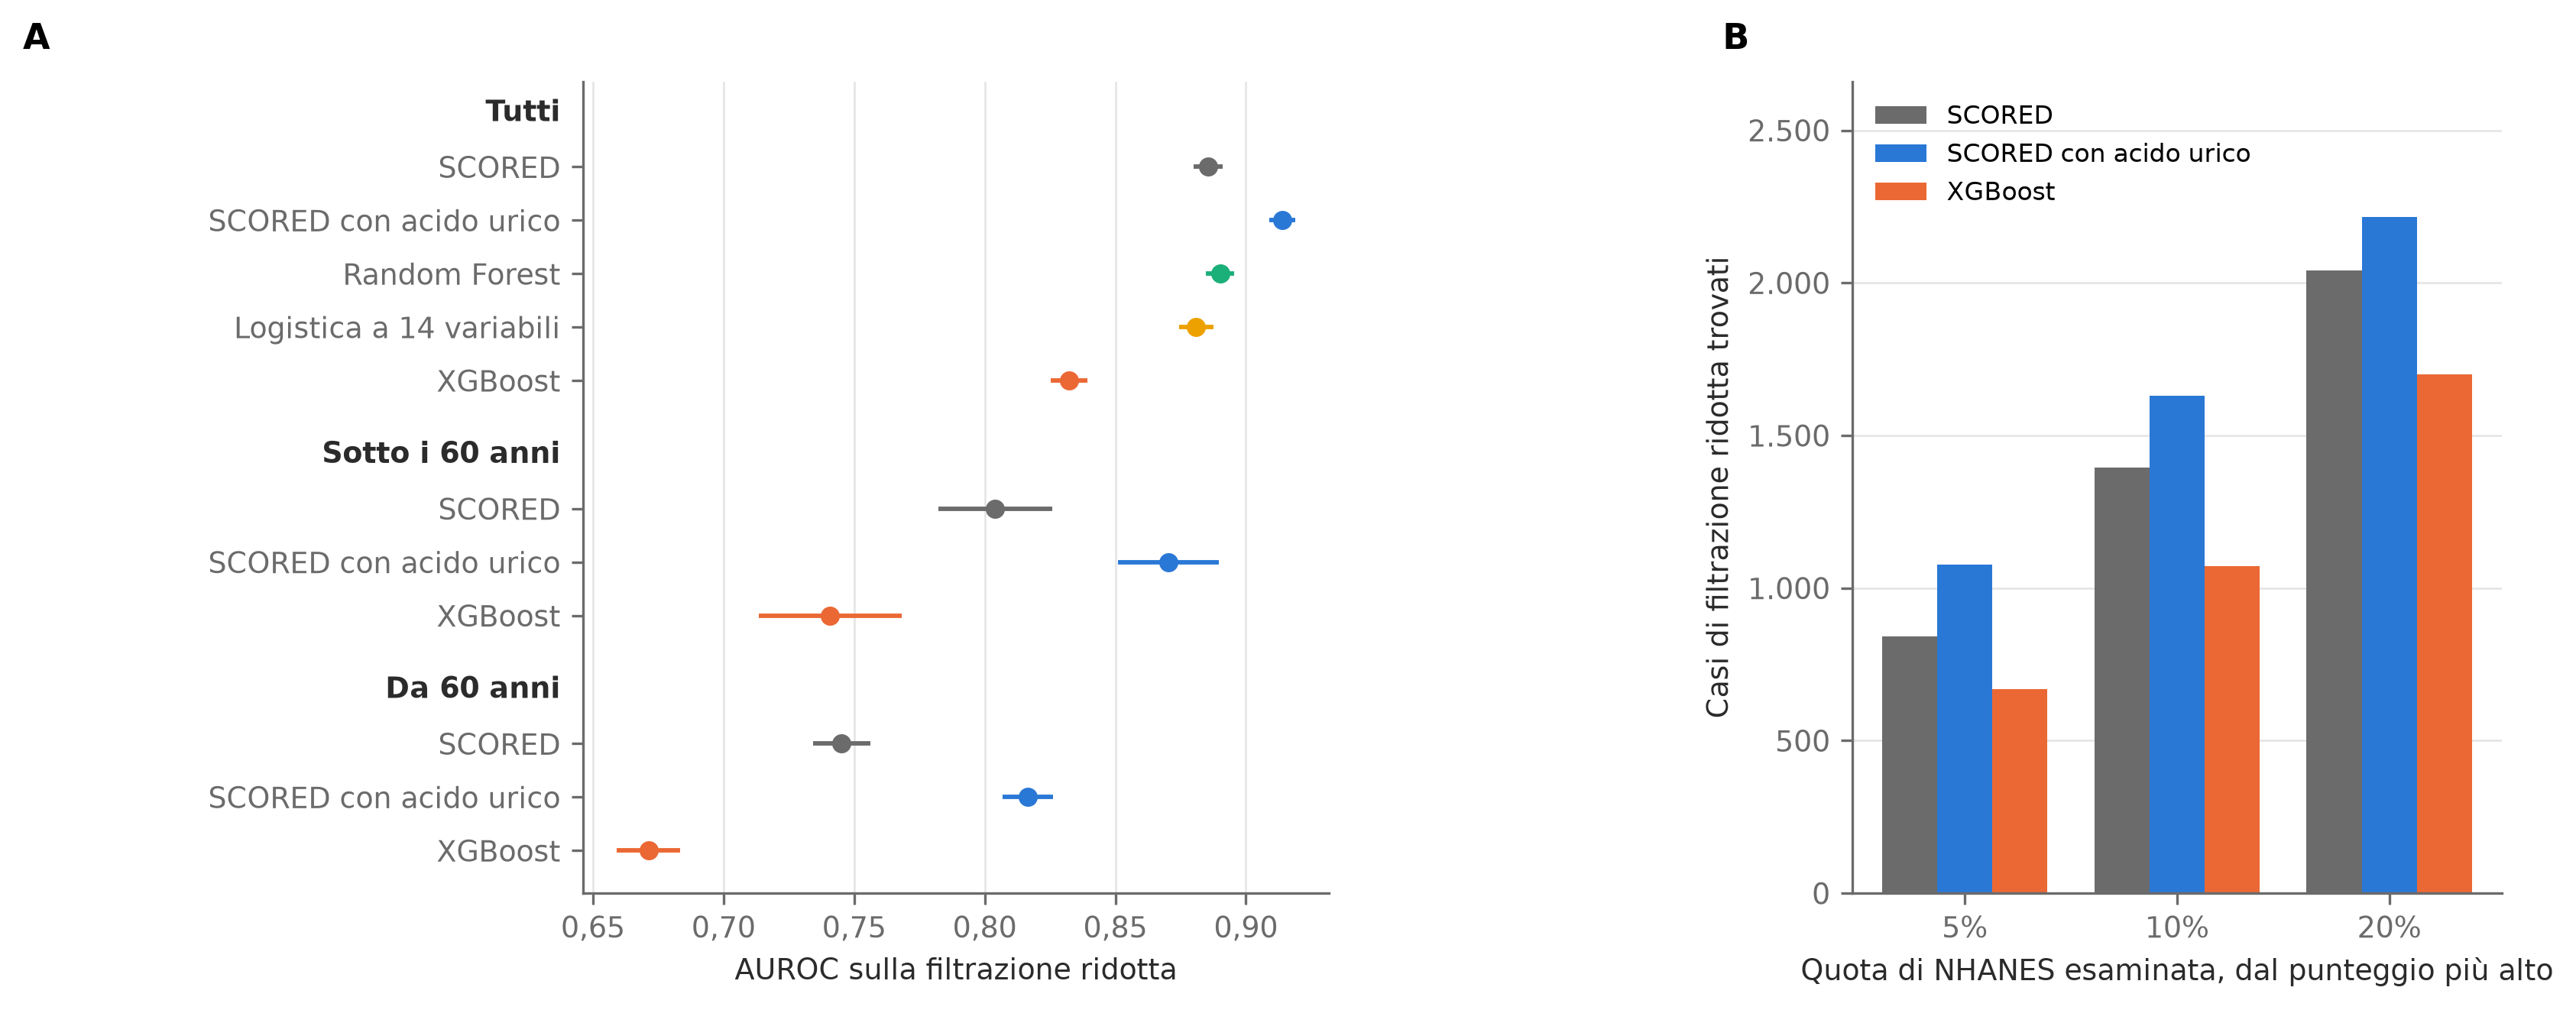 A
Tutti
SCORED
SCORED con acido urico
Random Forest
Logistica a 14 variabili
XGBoost
Sotto i 60 anni
SCORED
SCORED con acido urico
XGBoost
Da 60 anni
SCORED
SCORED con acido urico
XGBoost
0,65 0,70 0,75 0,80 0,85 0,90
AUROC sulla filtrazione ridotta
B
Casi di filtrazione ridotta trovati
2.500
2.000
1.500
1.000
500
0
SCORED
SCORED con acido urico
XGBoost
5% 10% 20%
Quota di NHANES esaminata, dal punteggio più alto